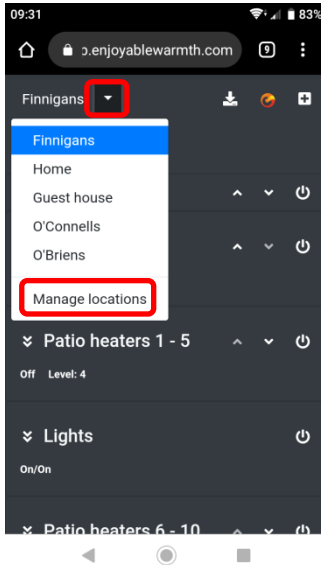 09:31
83%
ɔ.enjoyablewarmth.com
9
Finnigans
Finnigans
Home
Guest house
O'Connells
O'Briens
Manage locations
Patio heaters 1 - 5
Off Level: 4
Lights
On/On
Patio heaters 6 - 10